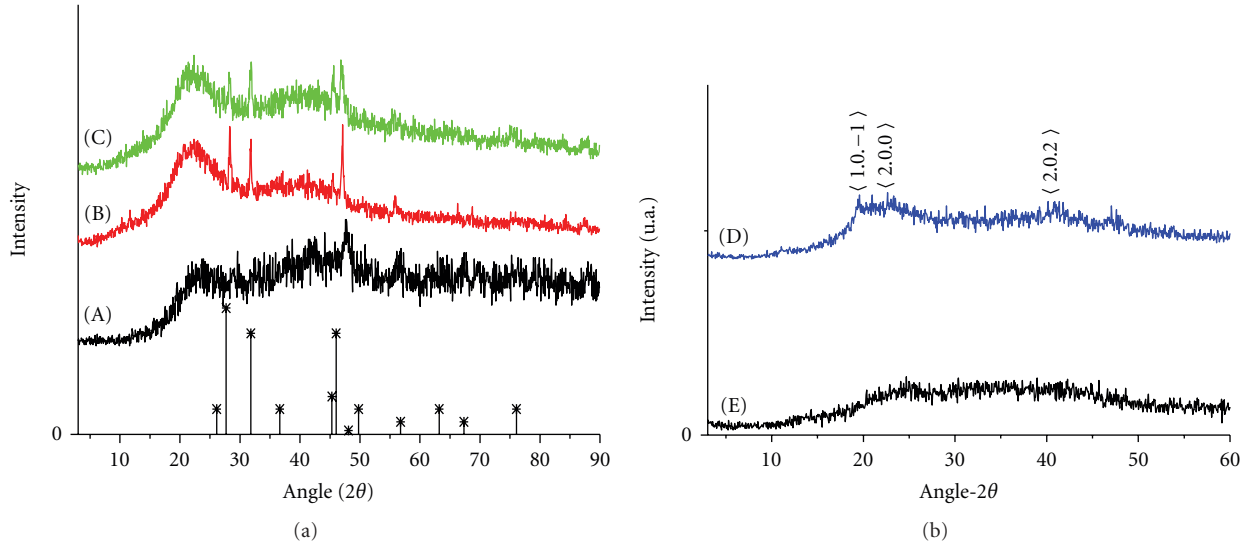 Intensity
(C)
(B)
(A)
0
10 20 30 40 50 60 70 80 90
Angle (2θ)
(a)
Intensity (u.a.)
⟨ 1.0.−1 ⟩
⟨ 2.0.0 ⟩
⟨ 2.0.2 ⟩
(D)
(E)
0
10 20 30 40 50 60
Angle-2θ
(b)